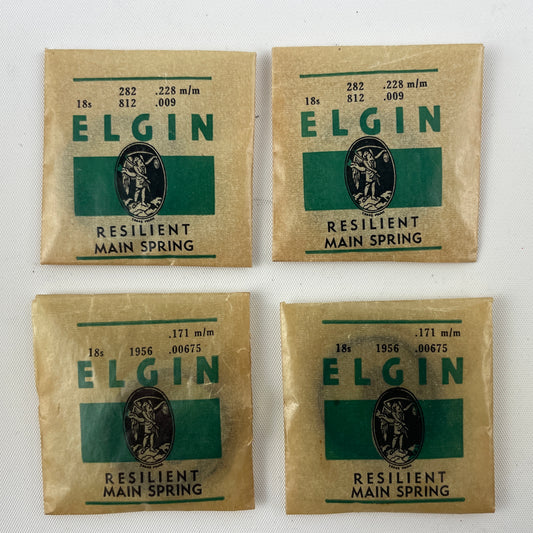 282 .228 m/m
18s 812 .009
ELGIN
RESILIENT
MAIN SPRING
282 .228 m/m
18s 812 .009
ELGIN
RESILIENT
MAIN SPRING
.171 m/m
18s 1956 .00675
ELGIN
RESILIENT
MAIN SPRING
.171 m/m
18s 1956 .00675
ELGIN
RESILIENT
MAIN SPRING